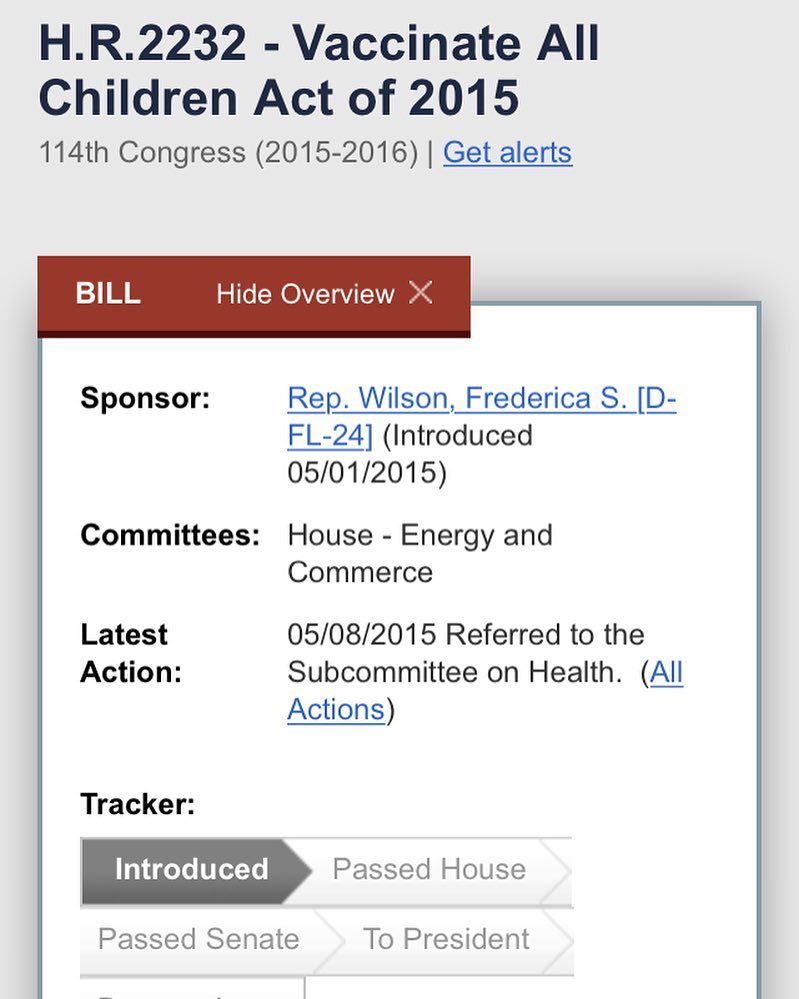 H.R.2232 - Vaccinate All
Children Act of 2015
114th Congress (2015-2016) | Get alerts
BILL Hide Overview ×
Sponsor: Rep. Wilson, Frederica S. [D-
FL-24] (Introduced
05/01/2015)
Committees: House - Energy and
Commerce
Latest Action: 05/08/2015 Referred to the
Subcommittee on Health. (All
Actions)
Tracker:
Introduced Passed House
Passed Senate To President